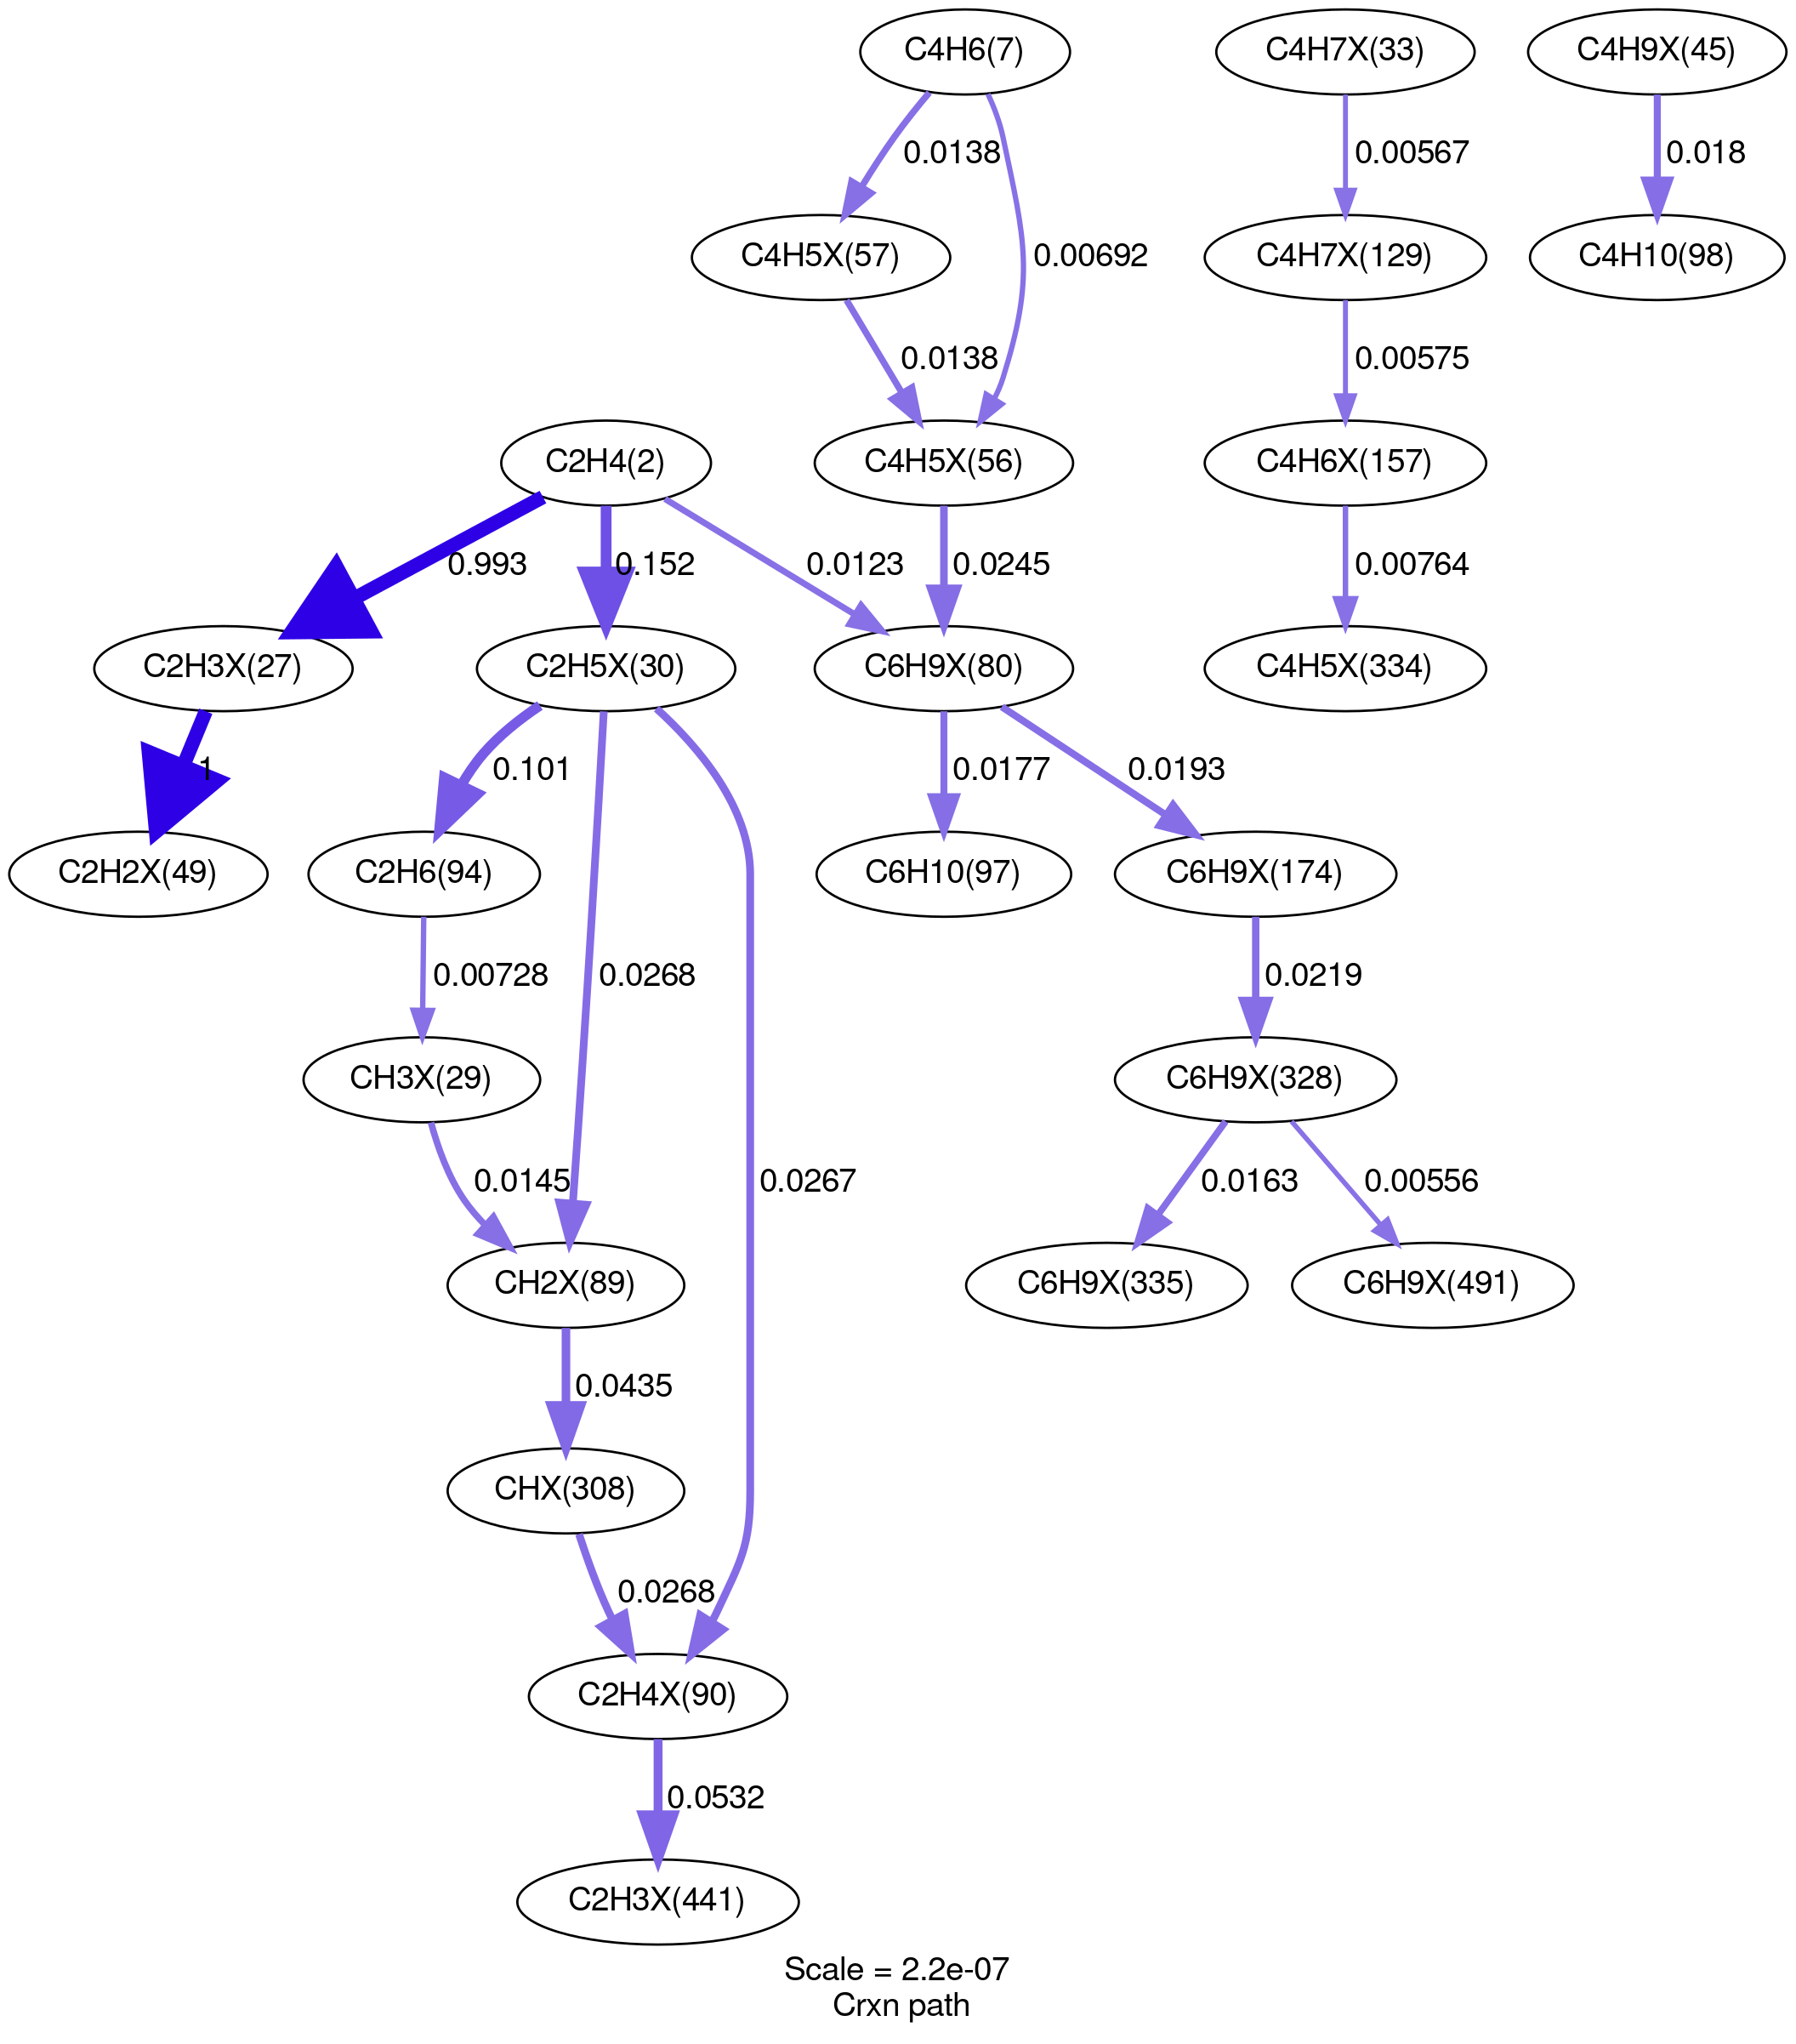 C4H6(7)
C4H7X(33)
C4H9X(45)
0.0138
0.00567
0.018
C4H5X(57)
0.00692
C4H7X(129)
C4H10(98)
0.0138
0.00575
C2H4(2)
C4H5X(56)
C4H6X(157)
0.993
0.152
0.0123
0.0245
0.00764
C2H3X(27)
C2H5X(30)
C6H9X(80)
C4H5X(334)
1
0.101
0.0177
0.0193
C2H2X(49)
C2H6(94)
C6H10(97)
C6H9X(174)
0.00728
0.0268
0.0219
CH3X(29)
C6H9X(328)
0.0145
0.0267
0.0163
0.00556
CH2X(89)
C6H9X(335)
C6H9X(491)
0.0435
CHX(308)
0.0268
C2H4X(90)
0.0532
C2H3X(441)
Scale = 2.2e-07
Crxn path